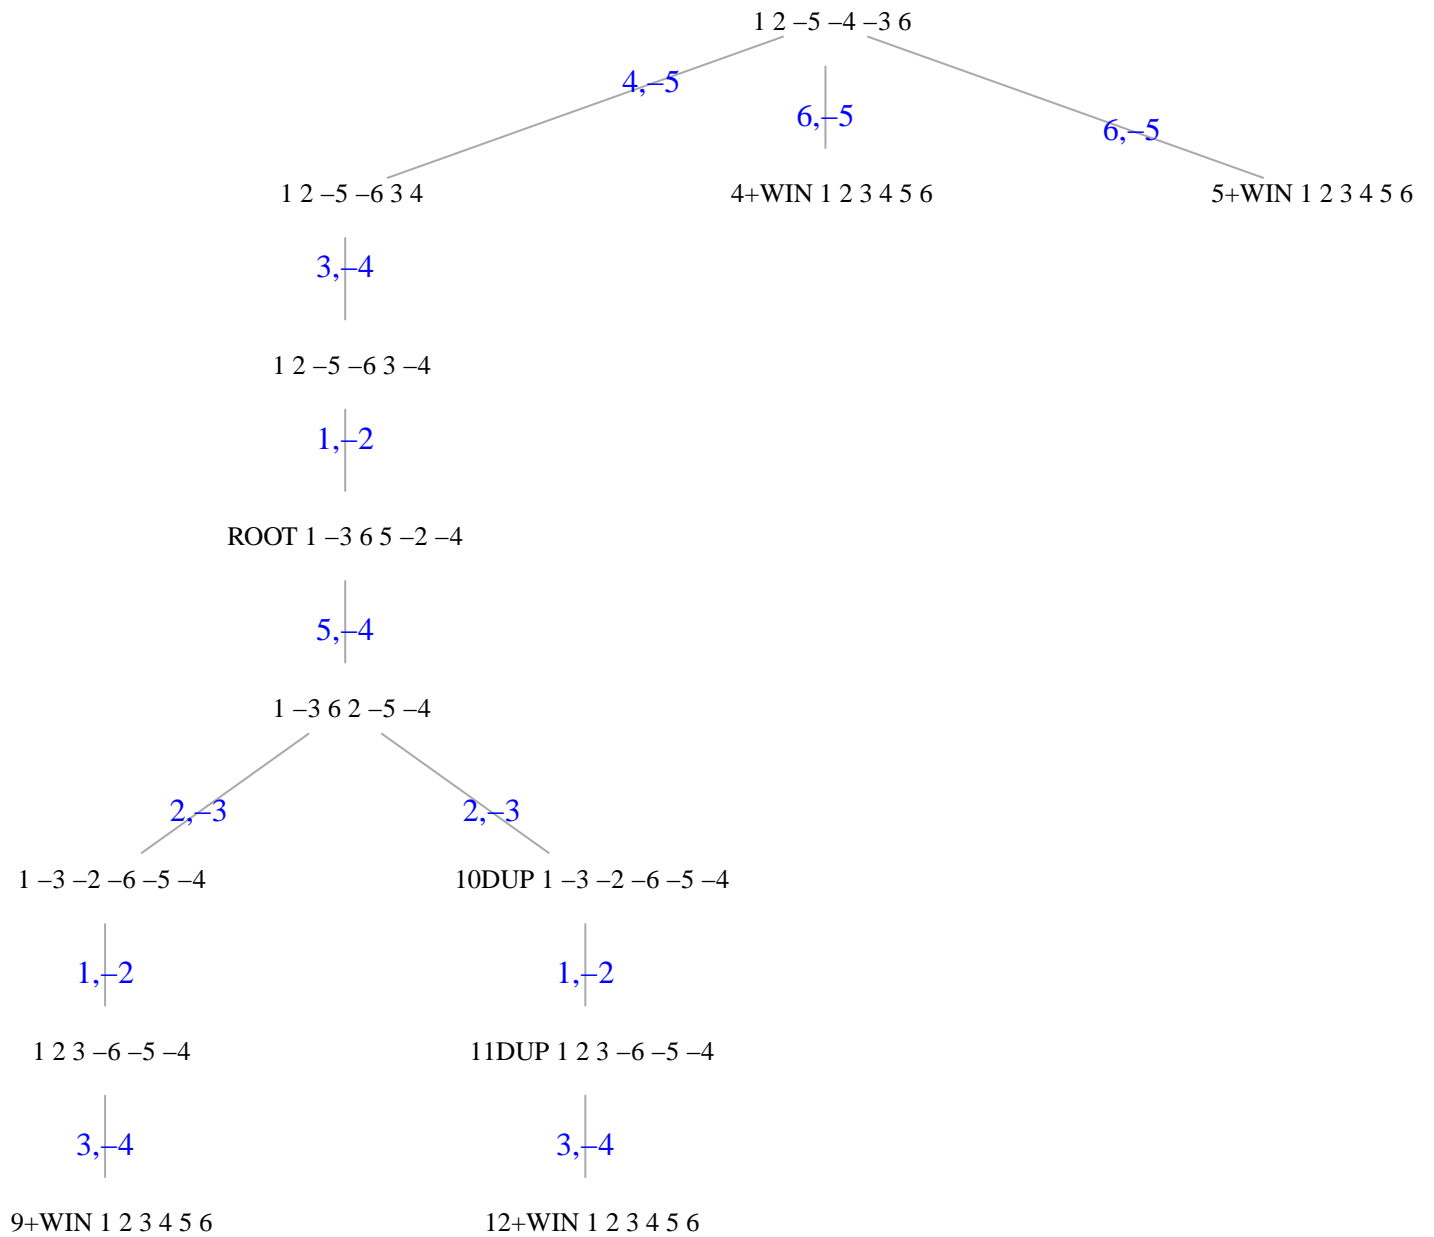 1 2 –5 –4 –3 6
4,–5
6,–5
6,–5
1 2 –5 –6 3 4
4+WIN 1 2 3 4 5 6
5+WIN 1 2 3 4 5 6
3,–4
1 2 –5 –6 3 –4
1,–2
ROOT 1 –3 6 5 –2 –4
5,–4
1 –3 6 2 –5 –4
2,–3
2,–3
1 –3 –2 –6 –5 –4
10DUP 1 –3 –2 –6 –5 –4
1,–2
1,–2
1 2 3 –6 –5 –4
11DUP 1 2 3 –6 –5 –4
3,–4
3,–4
9+WIN 1 2 3 4 5 6
12+WIN 1 2 3 4 5 6